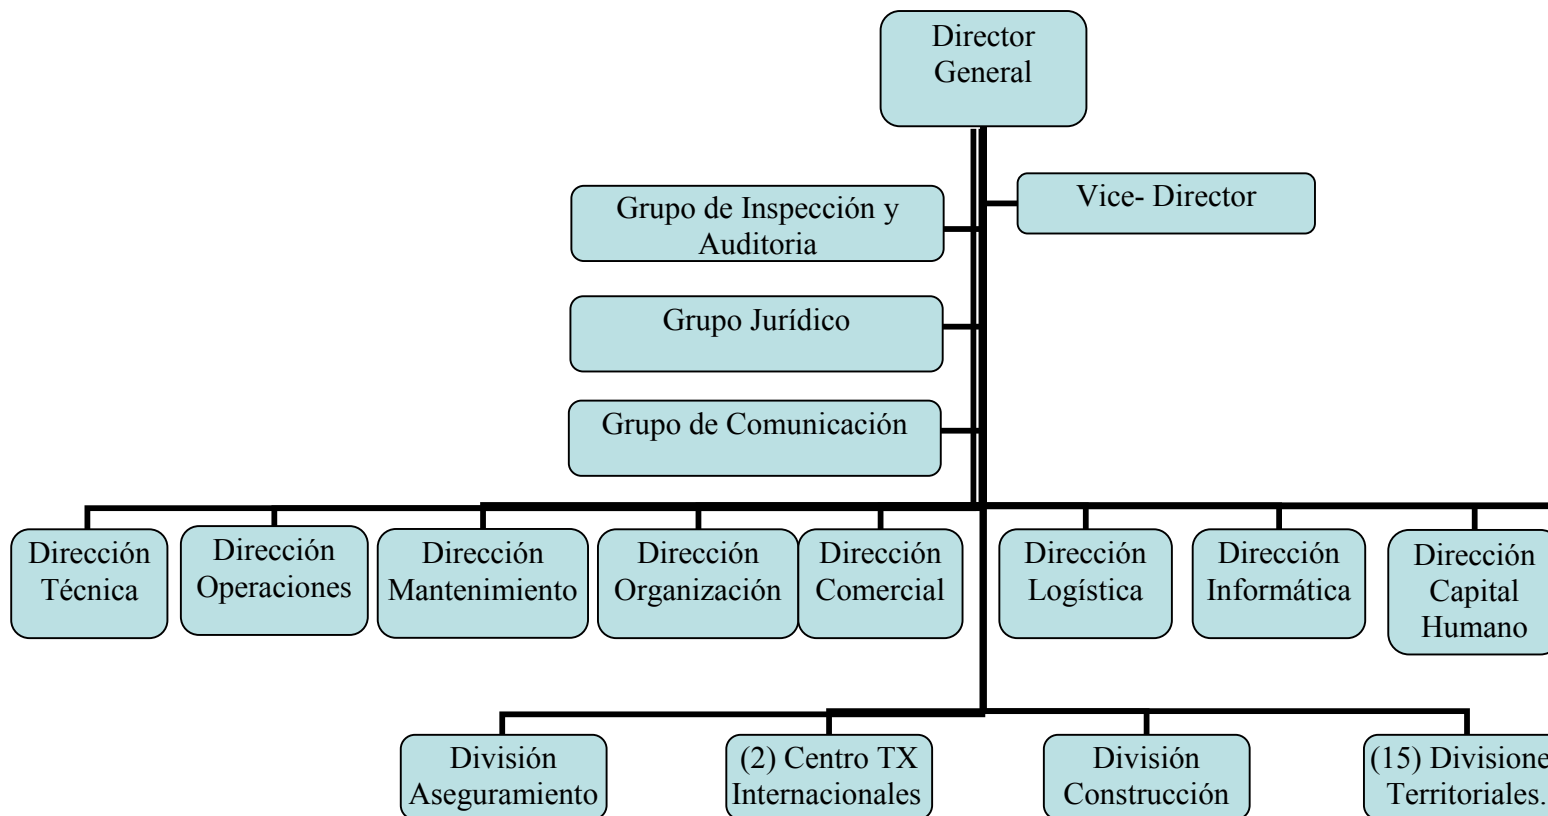 Director
General
Vice- Director
Grupo de Inspección y
Auditoria
Grupo Jurídico
Grupo de Comunicación
Dirección
Técnica
Dirección
Operaciones
Dirección
Mantenimiento
Dirección
Organización
Dirección
Comercial
Dirección
Logística
Dirección
Informática
Dirección
Capital
Humano
División
Aseguramiento
(2) Centro TX
Internacionales
División
Construcción
(15) Divisione
Territoriales.